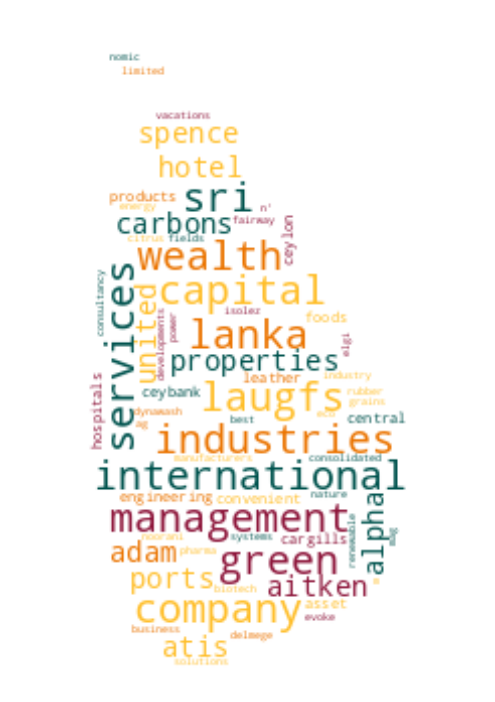 nomic
limited
vacations
spence
hotel
products
sri
energy
n'
carbons
fairway
ceylon
citrus
fields
wealth
consultancy
services
united
capital
developments
power
isoler
foods
lanka
elgi
properties
hospitals
leather
industry
ceybank
laugfs
rubber
grains
dynawash
ag
best
eco
central
industries
manufacturers
consolidated
international
engineering
convenient
nature
alpha
management
renewable
noorani
systems
cargills
adam
pharma
green
ports
biotech
aitken
company
asset
evoke
business
delmege
atis
solutions